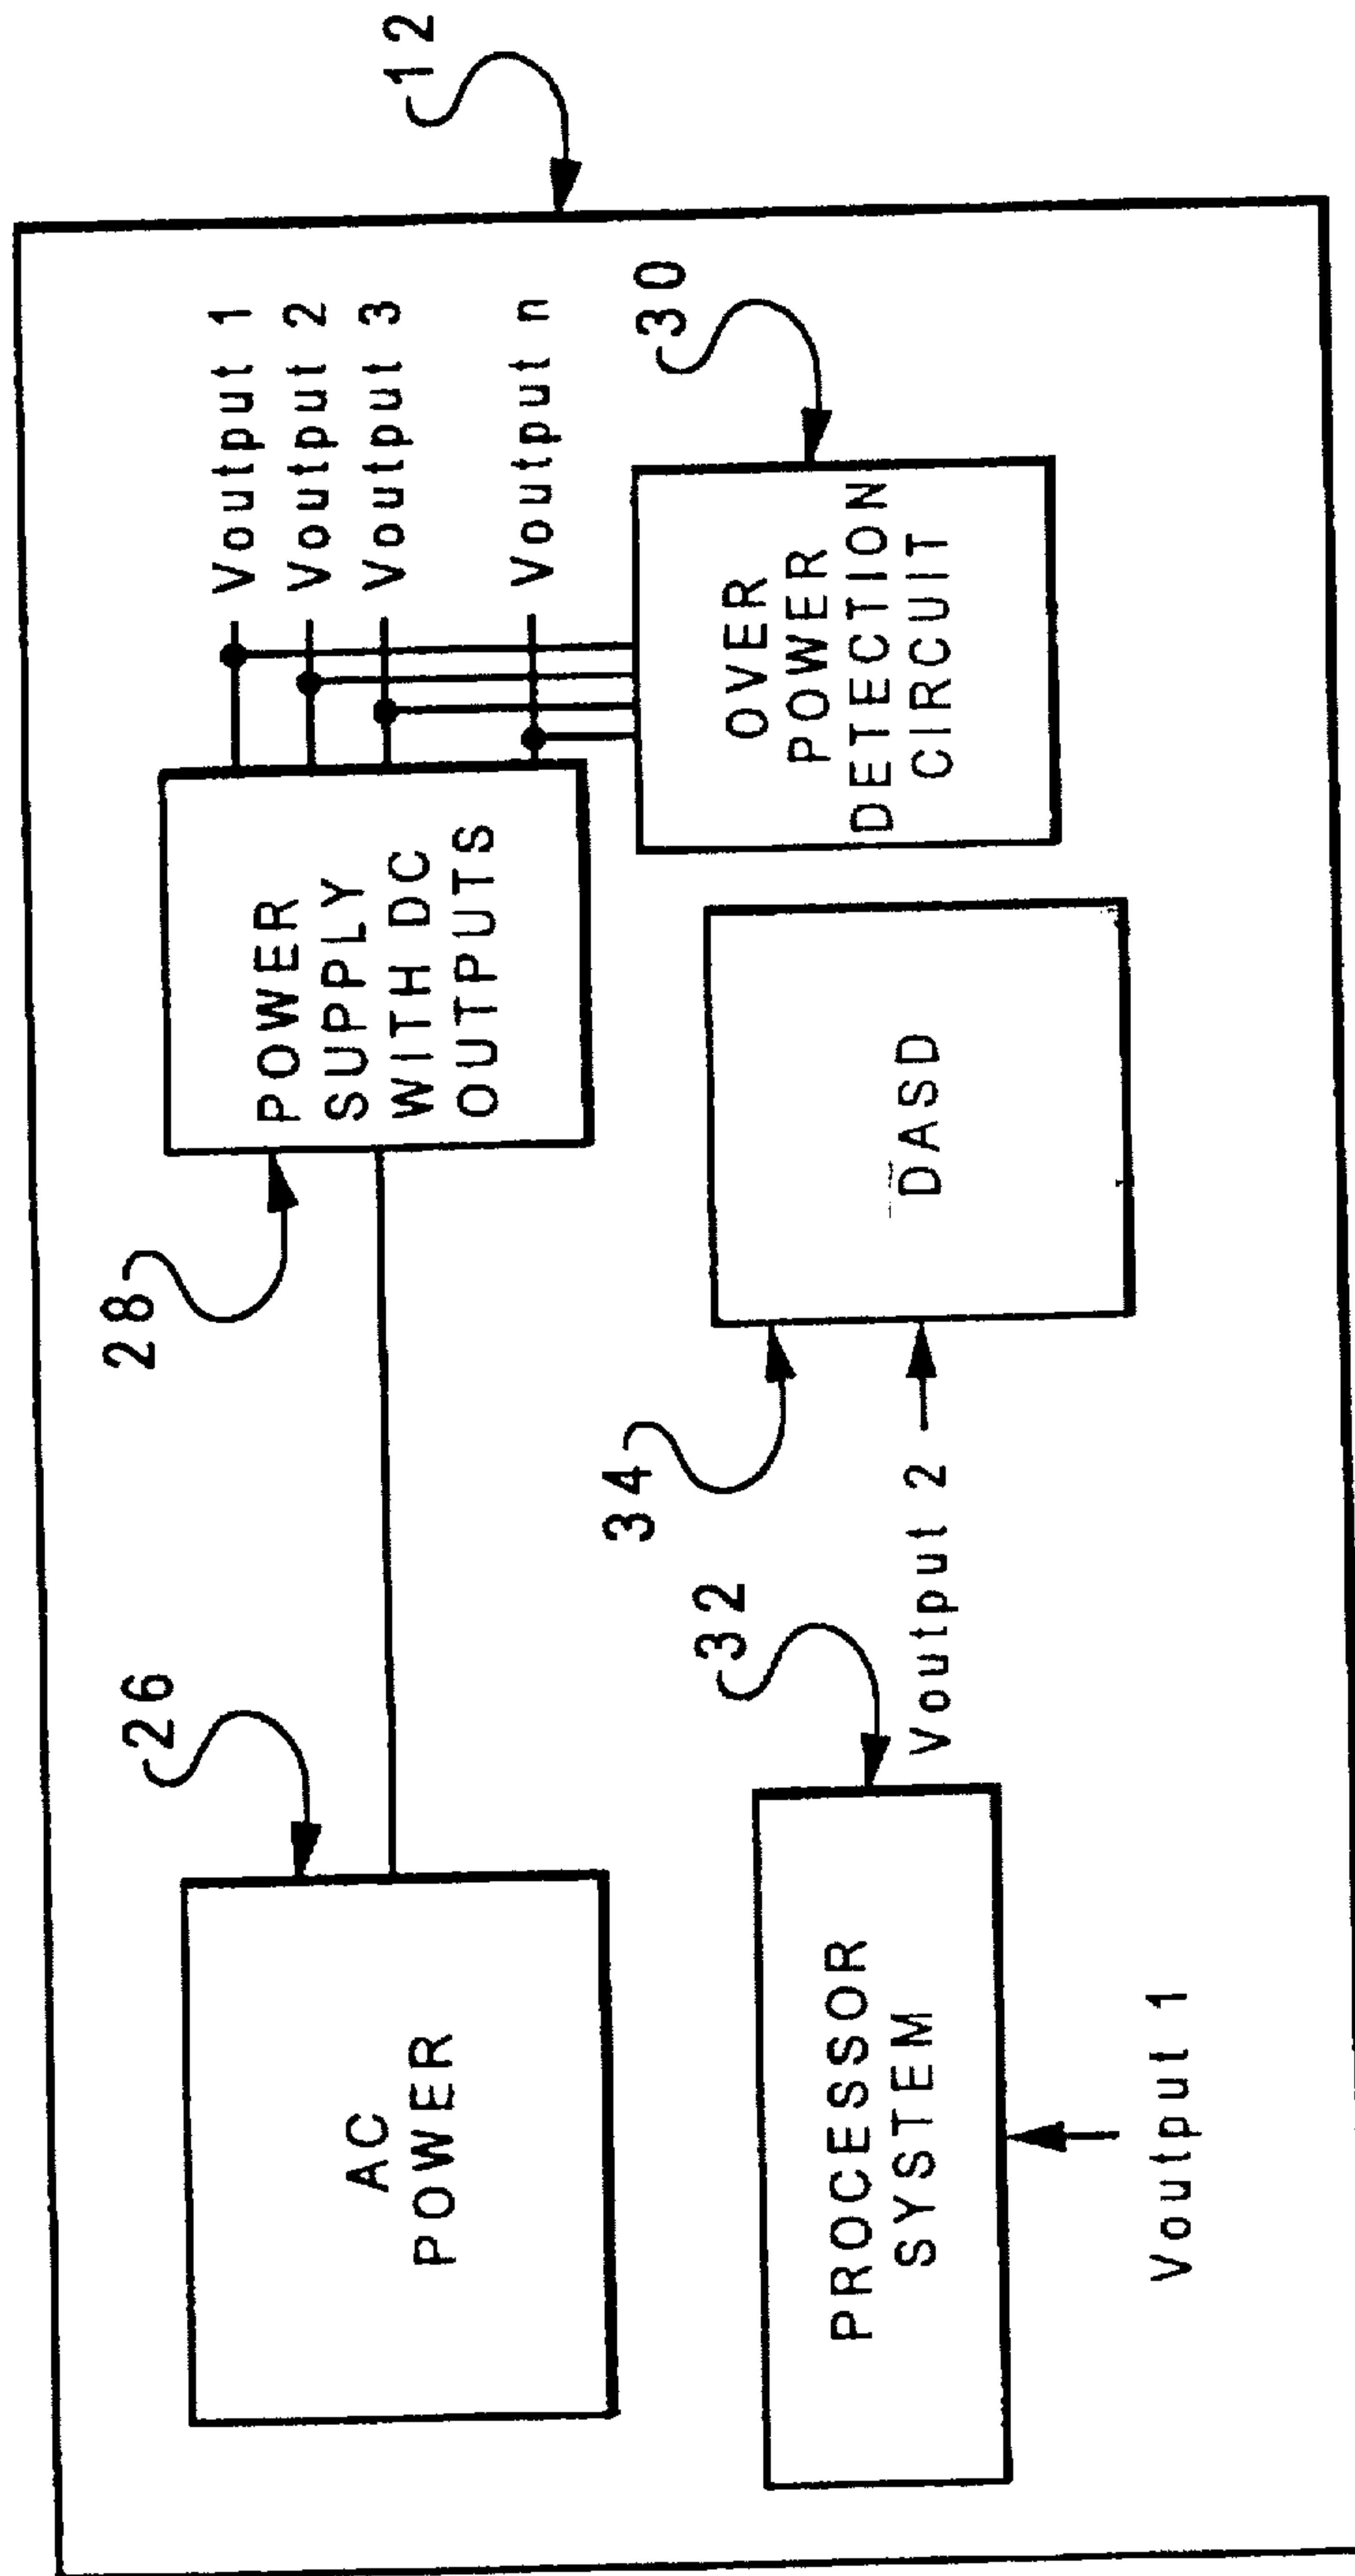 12
26
AC
POWER
28
POWER
SUPPLY
WITH DC
OUTPUTS
Voutput 1
Voutput 2
Voutput 3
Voutput n
32
PROCESSOR
SYSTEM
Voutput 1
34
Voutput 2
DASD
30
OVER
POWER
DETECTION
CIRCUIT